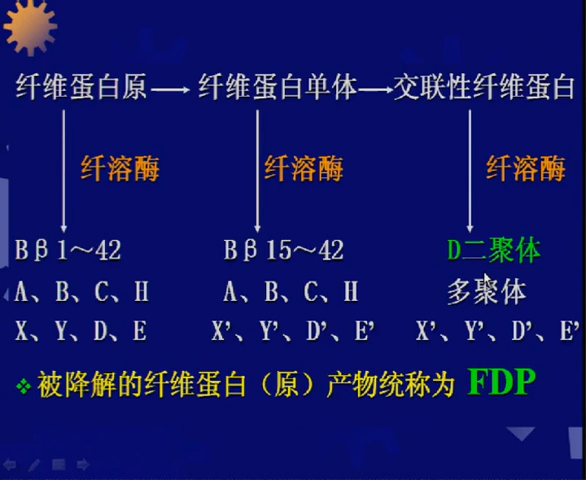 纤维蛋白原→纤维蛋白单体→交联性纤维蛋白
纤溶酶 纤溶酶 纤溶酶
Bβ1～42 Bβ15～42 D二聚体
A、B、C、H A、B、C、H 多聚体
X、Y、D、E X'、Y'、D'、E' X'、Y'、D'、E'
被降解的纤维蛋白（原）产物统称为 FDP